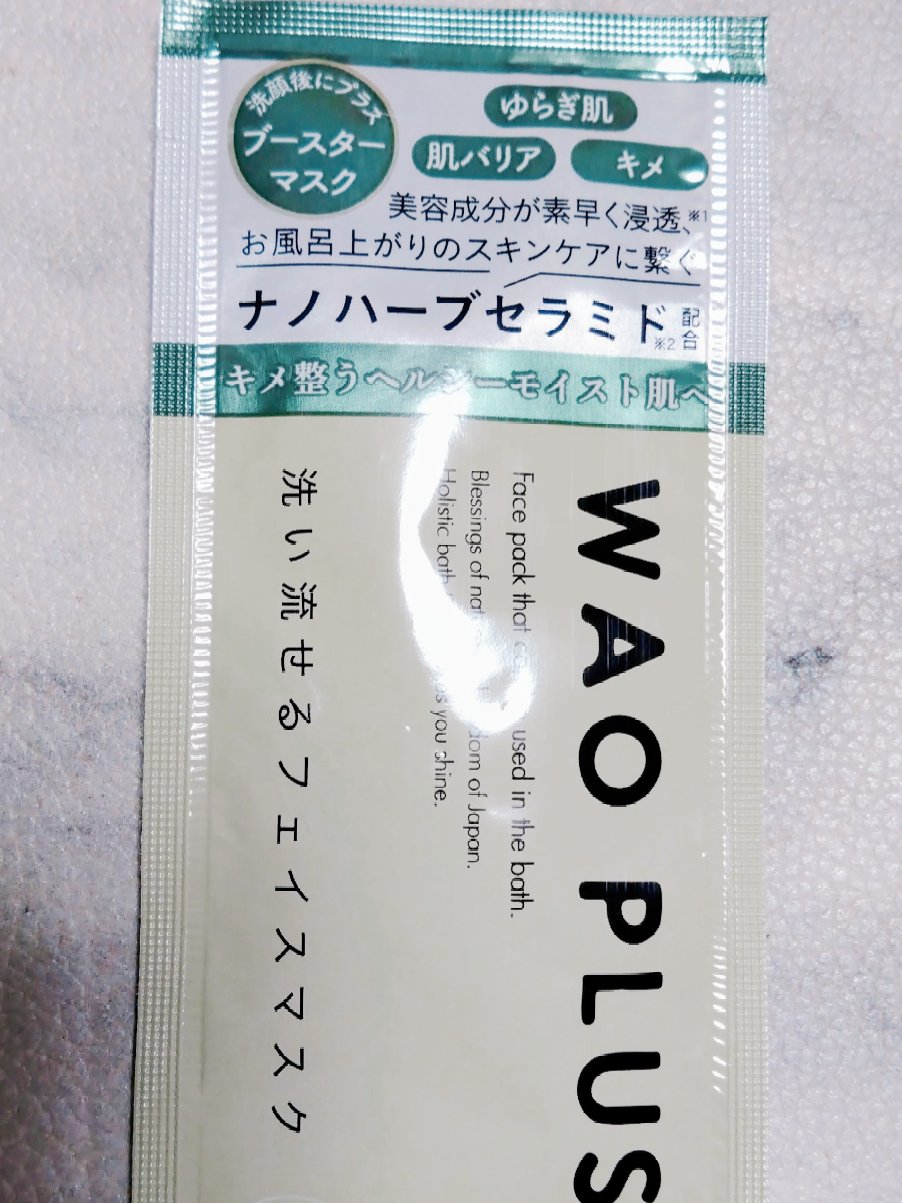 洗顔後にプラス
ブースター
マスク
ゆらぎ肌
肌バリア
キメ
美容成分が素早く浸透、※1
お風呂上がりのスキンケアに繋ぐ
ナノハーブセラミド※2配合
キメ整うヘルシーモイスト肌へ
WAO PLUS
Face pack that used in the bath.
Blessings of of Japan.
Holistic bath you shine.
洗い流せるフェイスマスク